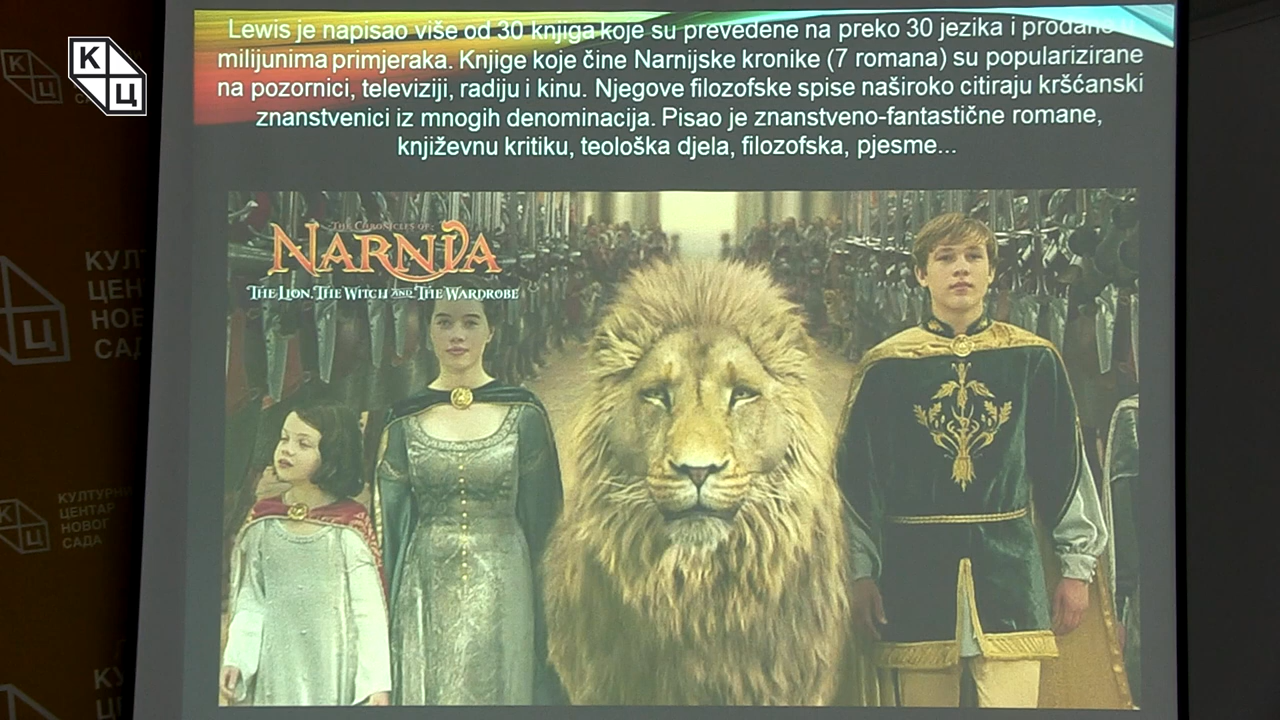 Lewis je napisao više od 30 knjiga koje su prevedene na preko 30 jezika i prodane u
milijunima primjeraka. Knjige koje čine Narnijske kronike (7 romana) su popularizirane
na pozornici, televiziji, radiju i kinu. Njegove filozofske spise naširoko citiraju kršćanski
znanstvenici iz mnogih denominacija. Pisao je znanstveno-fantastične romane,
književnu kritiku, teološka djela, filozofska, pjesme...
THE CHRONICLES OF
NARNIA
THE LION, THE WITCH AND THE WARDROBE
К
Ц
КУЛТ
ЦЕН
НОВ
САД
КЦ
КУЛТУРНИ
ЦЕНТАР
НОВОГ
САДА